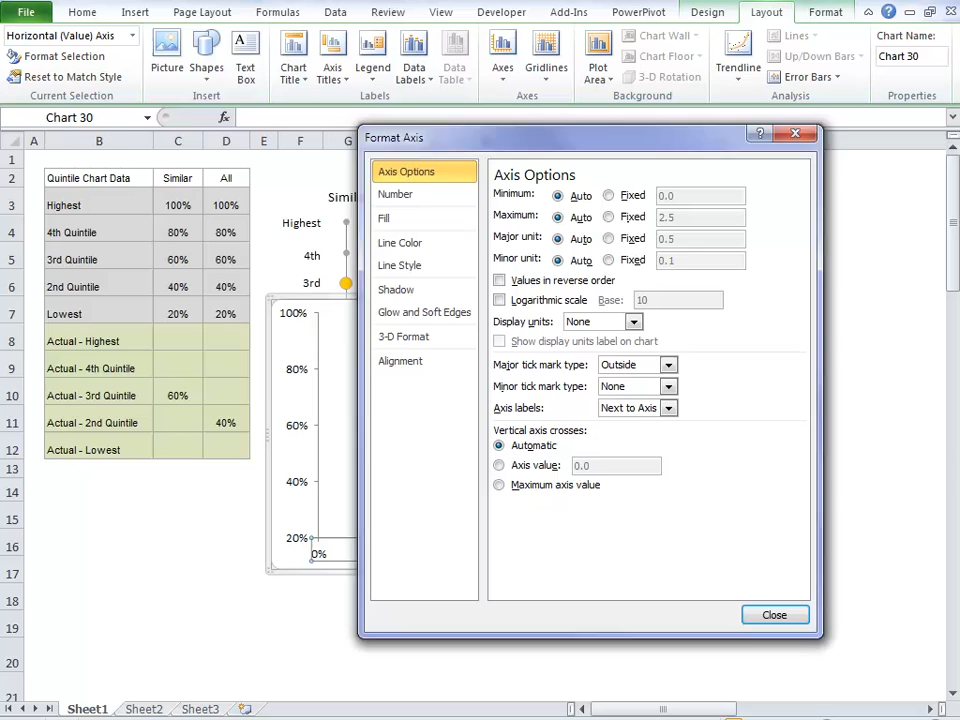 File Home Insert Page Layout Formulas Data Review View Developer Add-Ins PowerPivot Design Layout Format
Horizontal (Value) Axis
Format Selection
Reset to Match Style
Current Selection
Picture Shapes Text Box
Insert
Chart Title Axis Titles Legend Data Labels Data Table
Labels
Axes Gridlines
Axes
Plot Area
Chart Wall
Chart Floor
3-D Rotation
Background
Trendline
Lines
Up/Down Bars
Error Bars
Analysis
Chart Name:
Chart 30
Properties
Chart 30 fx
A B C D E F G
1
2 Quintile Chart Data Similar All
3 Highest 100% 100%
4 4th Quintile 80% 80%
5 3rd Quintile 60% 60%
6 2nd Quintile 40% 40%
7 Lowest 20% 20%
8 Actual - Highest
9 Actual - 4th Quintile
10 Actual - 3rd Quintile 60%
11 Actual - 2nd Quintile 40%
12 Actual - Lowest
13
14
15
16
17
18
19
20
21
Simil
Highest
4th
3rd
100%
80%
60%
40%
20%
0%
Format Axis
Axis Options
Number
Fill
Line Color
Line Style
Shadow
Glow and Soft Edges
3-D Format
Alignment
Axis Options
Minimum: Auto Fixed 0.0
Maximum: Auto Fixed 2.5
Major unit: Auto Fixed 0.5
Minor unit: Auto Fixed 0.1
Values in reverse order
Logarithmic scale Base: 10
Display units: None
Show display units label on chart
Major tick mark type: Outside
Minor tick mark type: None
Axis labels: Next to Axis
Vertical axis crosses:
Automatic
Axis value: 0.0
Maximum axis value
Close
Sheet1 Sheet2 Sheet3